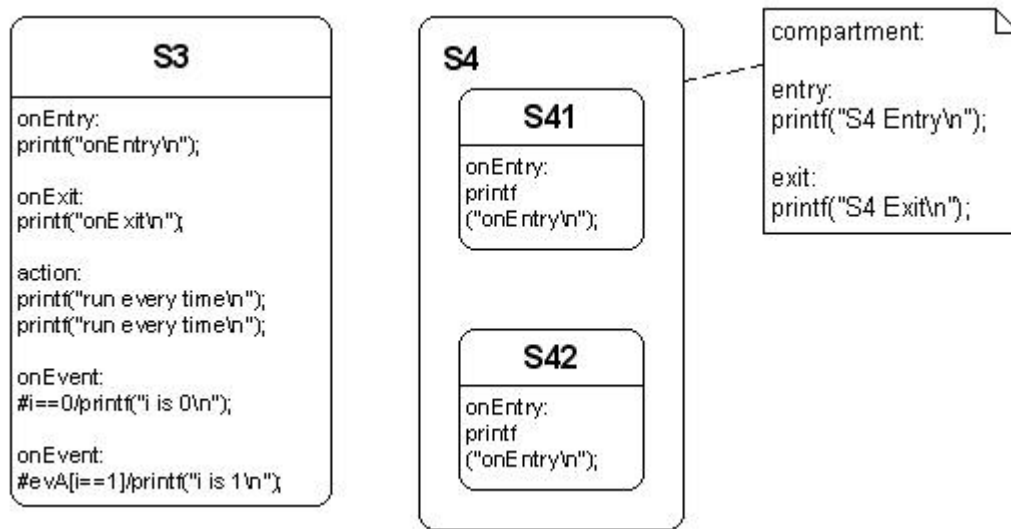 S3
onEntry:
printf("onEntry\n");
onExit:
printf("onExit\n");
action:
printf("run every time\n");
printf("run every time\n");
onEvent:
#i==0/printf("i is 0\n");
onEvent:
#evA[i==1]/printf("i is 1\n");
S4
S41
onEntry:
printf
("onEntry\n");
S42
onEntry:
printf
("onEntry\n");
compartment:
entry:
printf("S4 Entry\n");
exit:
printf("S4 Exit\n");